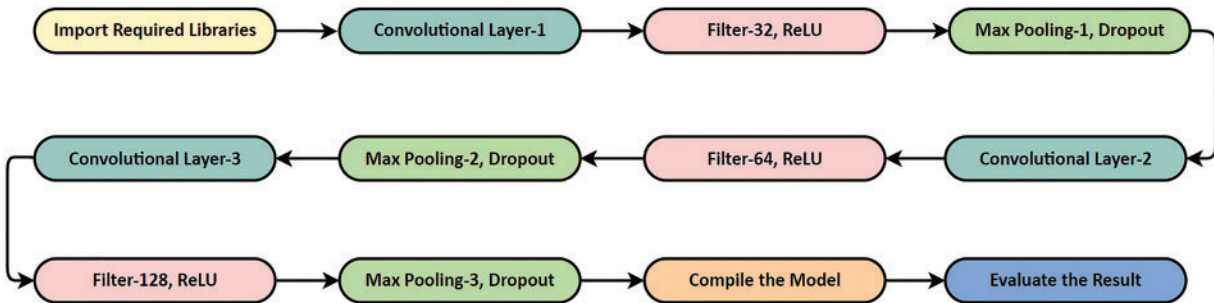 Import Required Libraries
Convolutional Layer-1
Filter-32, ReLU
Max Pooling-1, Dropout
Convolutional Layer-2
Filter-64, ReLU
Max Pooling-2, Dropout
Convolutional Layer-3
Filter-128, ReLU
Max Pooling-3, Dropout
Compile the Model
Evaluate the Result